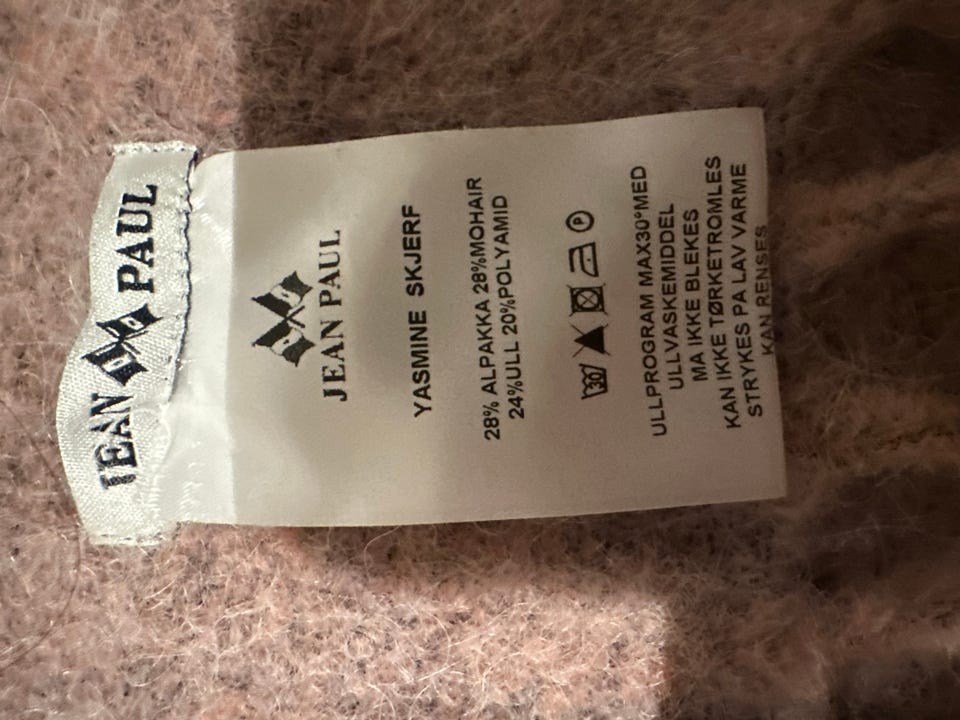 JEAN PAUL
JEAN PAUL
YASMINE SKJERF
28% ALPAKKA 28%MOHAIR
24%ULL 20%POLYAMID
30 P
ULLPROGRAM MAX30°MED
ULLVASKEMIDDEL
MA IKKE BLEKES
KAN IKKE TØRKETROMLES
STRYKES PA LAV VARME
KAN RENSES